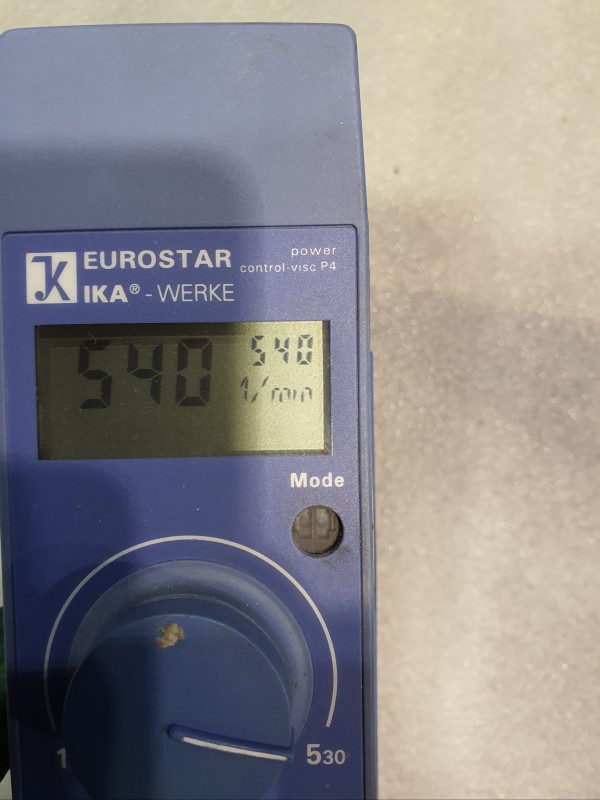 EUROSTAR
power
control-visc P4
IKA® - WERKE
540
540
1/min
Mode
1
530